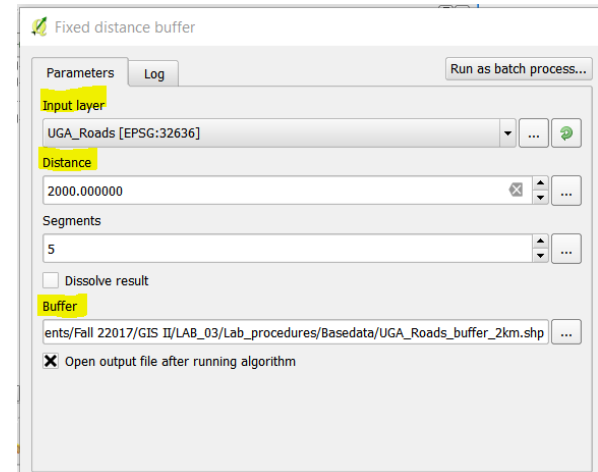 Fixed distance buffer
Parameters
Log
Run as batch process...
Input layer
UGA_Roads [EPSG:32636]
...
Distance
2000.000000
...
Segments
5
...
Dissolve result
Buffer
ents/Fall 22017/GIS II/LAB_03/Lab_procedures/Basedata/UGA_Roads_buffer_2km.shp
...
Open output file after running algorithm